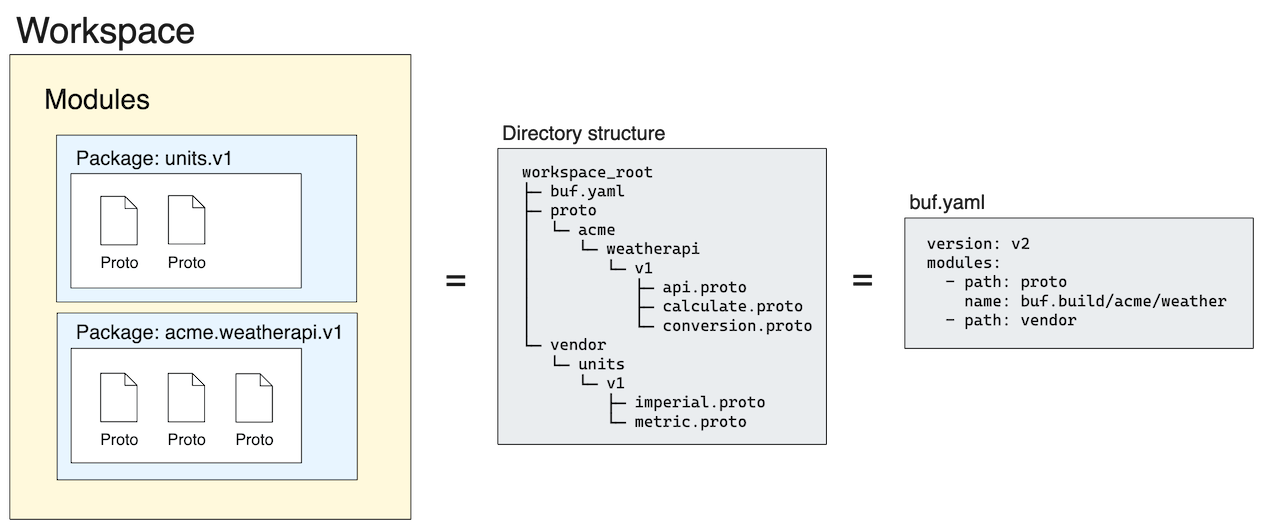 Workspace
Modules
Package: units.v1
Proto Proto
Package: acme.weatherapi.v1
Proto Proto Proto
=
Directory structure
workspace_root
├─ buf.yaml
├─ proto
│  └─ acme
│     └─ weatherapi
│        └─ v1
│           ├─ api.proto
│           ├─ calculate.proto
│           └─ conversion.proto
└─ vendor
   └─ units
      └─ v1
         ├─ imperial.proto
         └─ metric.proto
=
buf.yaml
version: v2
modules:
  - path: proto
    name: buf.build/acme/weather
  - path: vendor